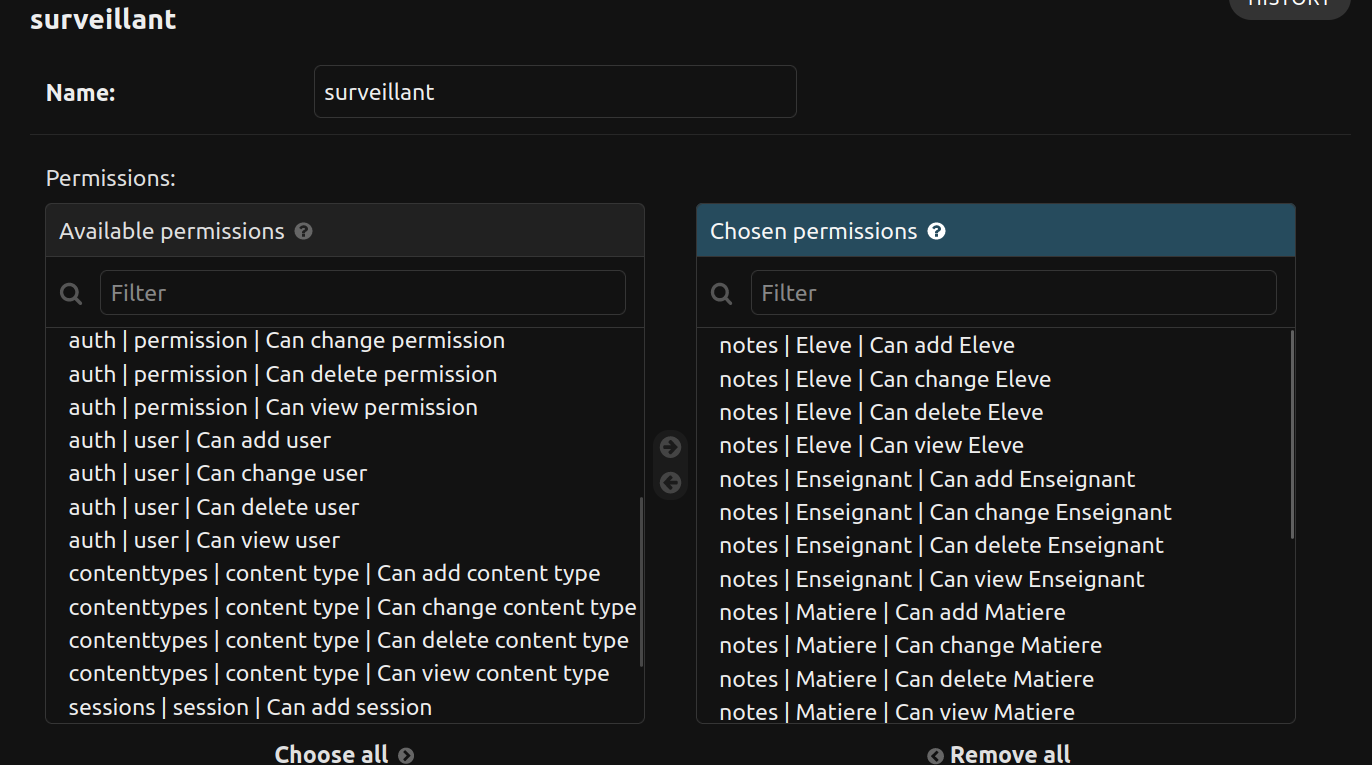 surveillant
HISTORY
Name:
surveillant
Permissions:
Available permissions ?
Filter
auth | permission | Can change permission
auth | permission | Can delete permission
auth | permission | Can view permission
auth | user | Can add user
auth | user | Can change user
auth | user | Can delete user
auth | user | Can view user
contenttypes | content type | Can add content type
contenttypes | content type | Can change content type
contenttypes | content type | Can delete content type
contenttypes | content type | Can view content type
sessions | session | Can add session
Choose all
Chosen permissions ?
Filter
notes | Eleve | Can add Eleve
notes | Eleve | Can change Eleve
notes | Eleve | Can delete Eleve
notes | Eleve | Can view Eleve
notes | Enseignant | Can add Enseignant
notes | Enseignant | Can change Enseignant
notes | Enseignant | Can delete Enseignant
notes | Enseignant | Can view Enseignant
notes | Matiere | Can add Matiere
notes | Matiere | Can change Matiere
notes | Matiere | Can delete Matiere
notes | Matiere | Can view Matiere
Remove all